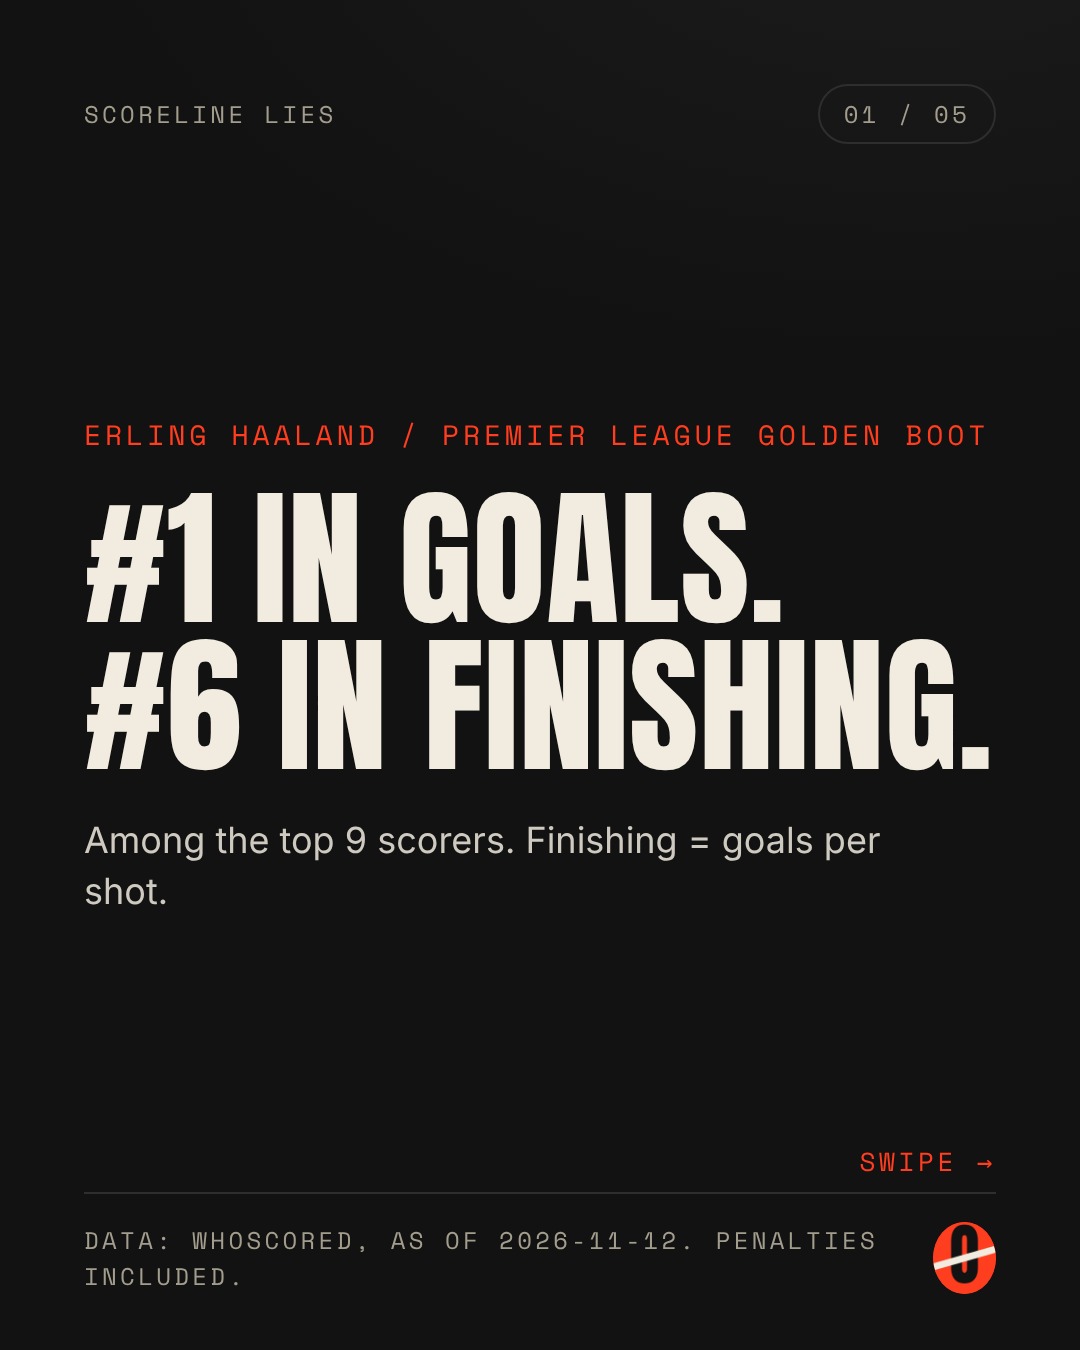 SCORELINE LIES
01 / 05
ERLING HAALAND / PREMIER LEAGUE GOLDEN BOOT
#1 IN GOALS.
#6 IN FINISHING.
Among the top 9 scorers. Finishing = goals per
shot.
SWIPE →
DATA: WHOSCORED, AS OF 2026-11-12. PENALTIES
INCLUDED.
0